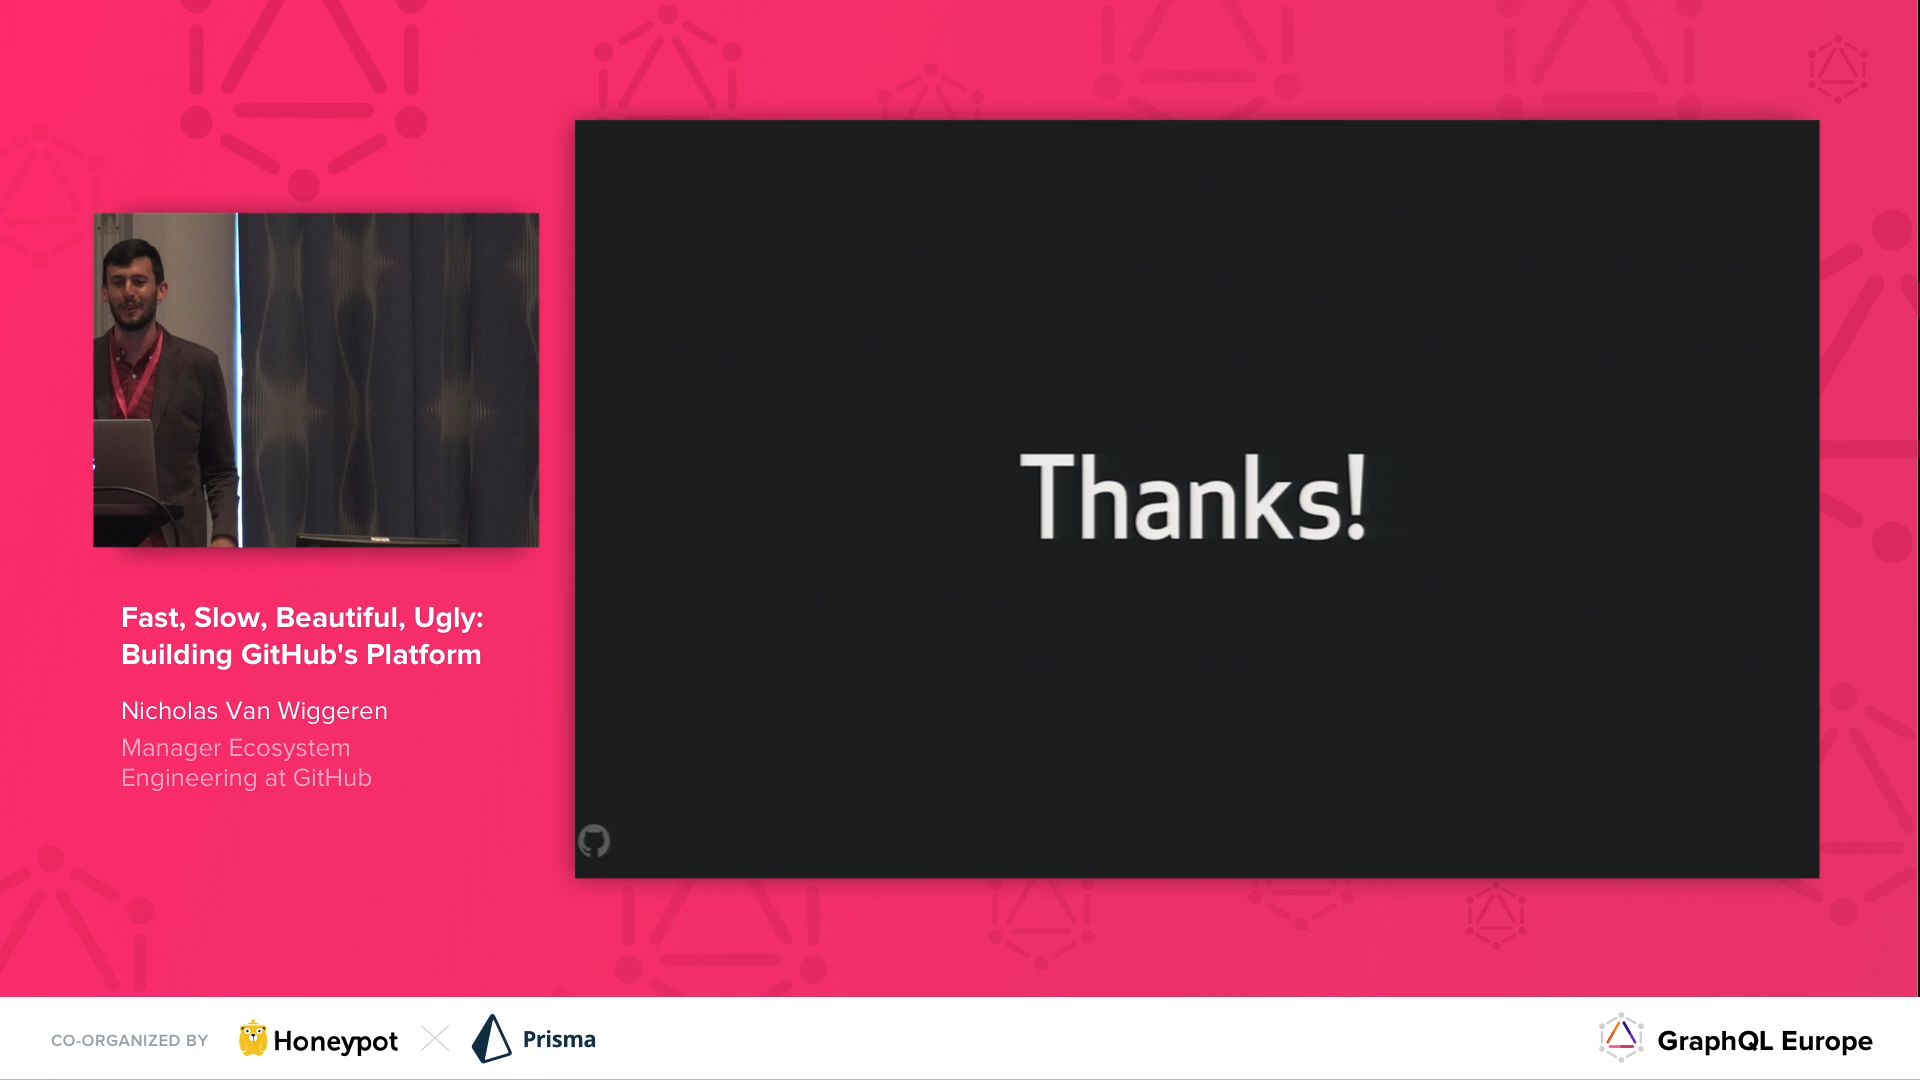 Thanks!
Fast, Slow, Beautiful, Ugly:
Building GitHub's Platform
Nicholas Van Wiggeren
Manager Ecosystem
Engineering at GitHub
CO-ORGANIZED BY
Honeypot
Prisma
GraphQL Europe